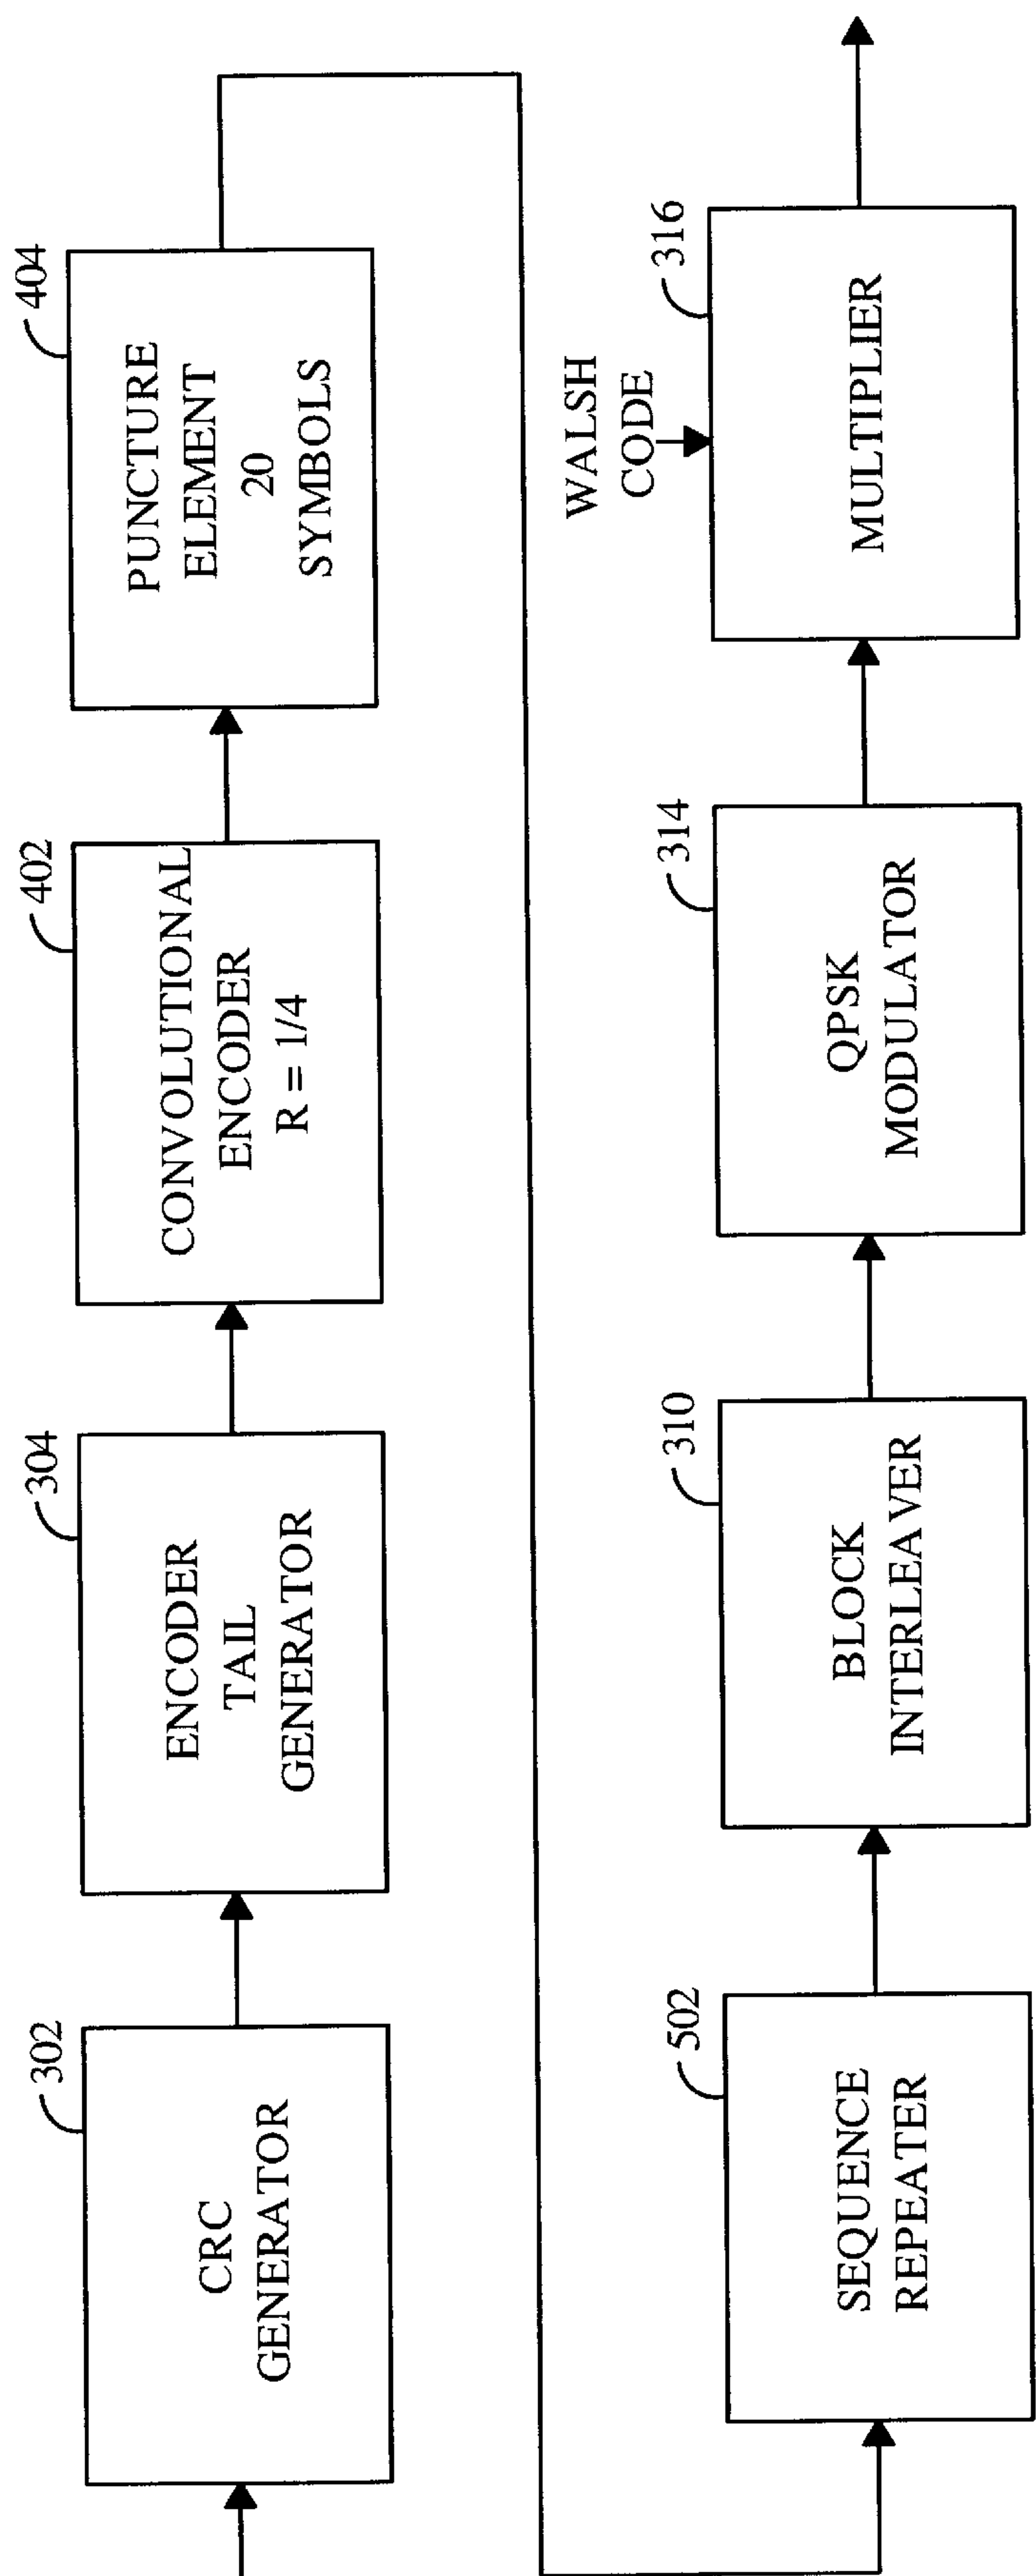 302
CRC
GENERATOR
304
ENCODER
TAIL
GENERATOR
402
CONVOLUTIONAL
ENCODER
R = 1/4
404
PUNCTURE
ELEMENT
20
SYMBOLS
502
SEQUENCE
REPEATER
310
BLOCK
INTERLEAVER
314
QPSK
MODULATOR
WALSH
CODE
316
MULTIPLIER